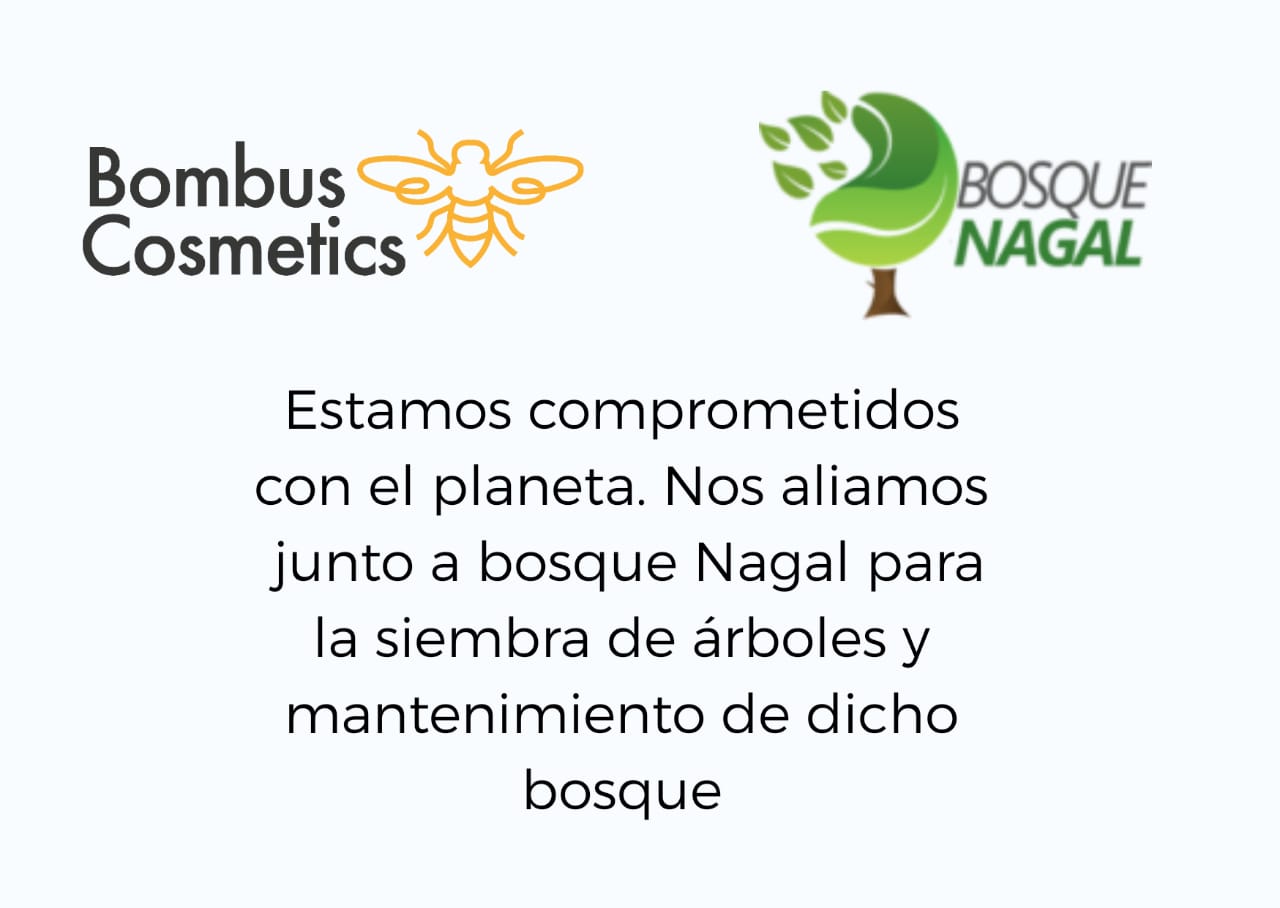 Bombus
Cosmetics
BOSQUE
NAGAL
Estamos comprometidos
con el planeta. Nos aliamos
junto a bosque Nagal para
la siembra de árboles y
mantenimiento de dicho
bosque